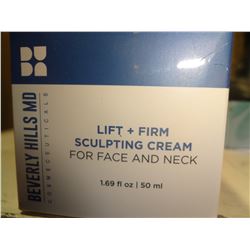 BEVERLY HILLS MD
COSMECEUTICALS
LIFT + FIRM
SCULPTING CREAM
FOR FACE AND NECK
1.69 fl oz | 50 ml